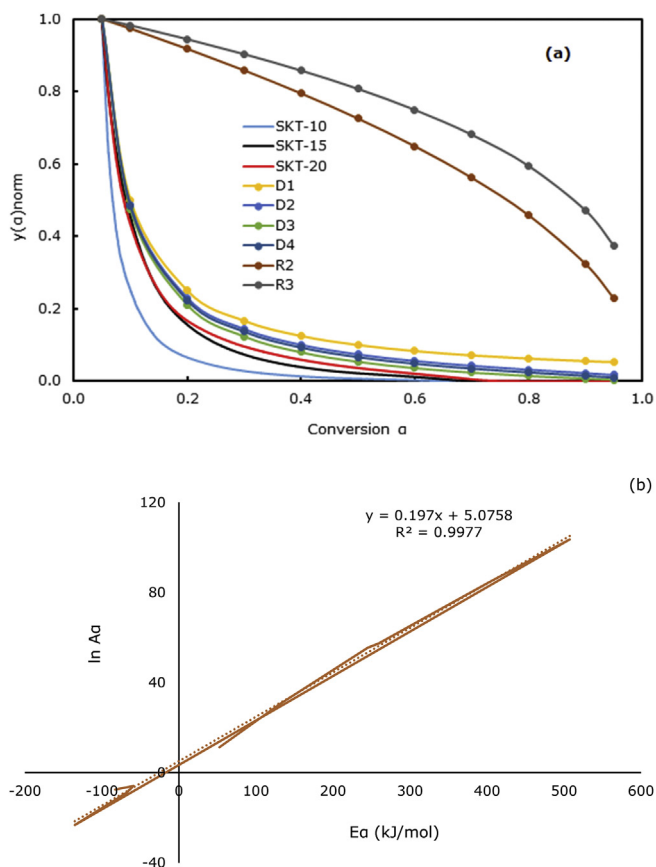 (a)
1.0
0.8
0.6
0.4
0.2
0.0
y(α)norm
SKT-10
SKT-15
SKT-20
D1
D2
D3
D4
R2
R3
0.0 0.2 0.4 0.6 0.8 1.0
Conversion α
(b)
y = 0.197x + 5.0758
R² = 0.9977
120
80
40
0
-40
ln Aα
-200 -100 0 100 200 300 400 500 600
Eα (kJ/mol)